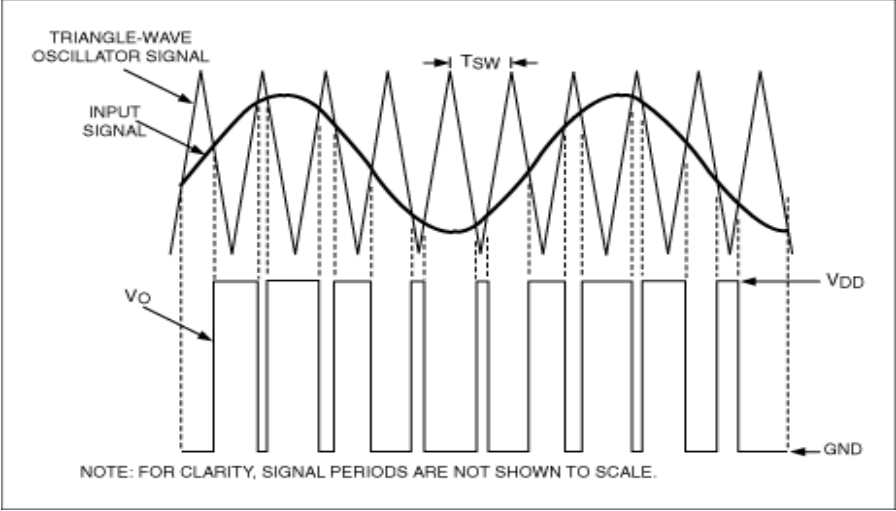 TRIANGLE-WAVE
OSCILLATOR SIGNAL
TSW
INPUT
SIGNAL
VO
VDD
GND
NOTE: FOR CLARITY, SIGNAL PERIODS ARE NOT SHOWN TO SCALE.